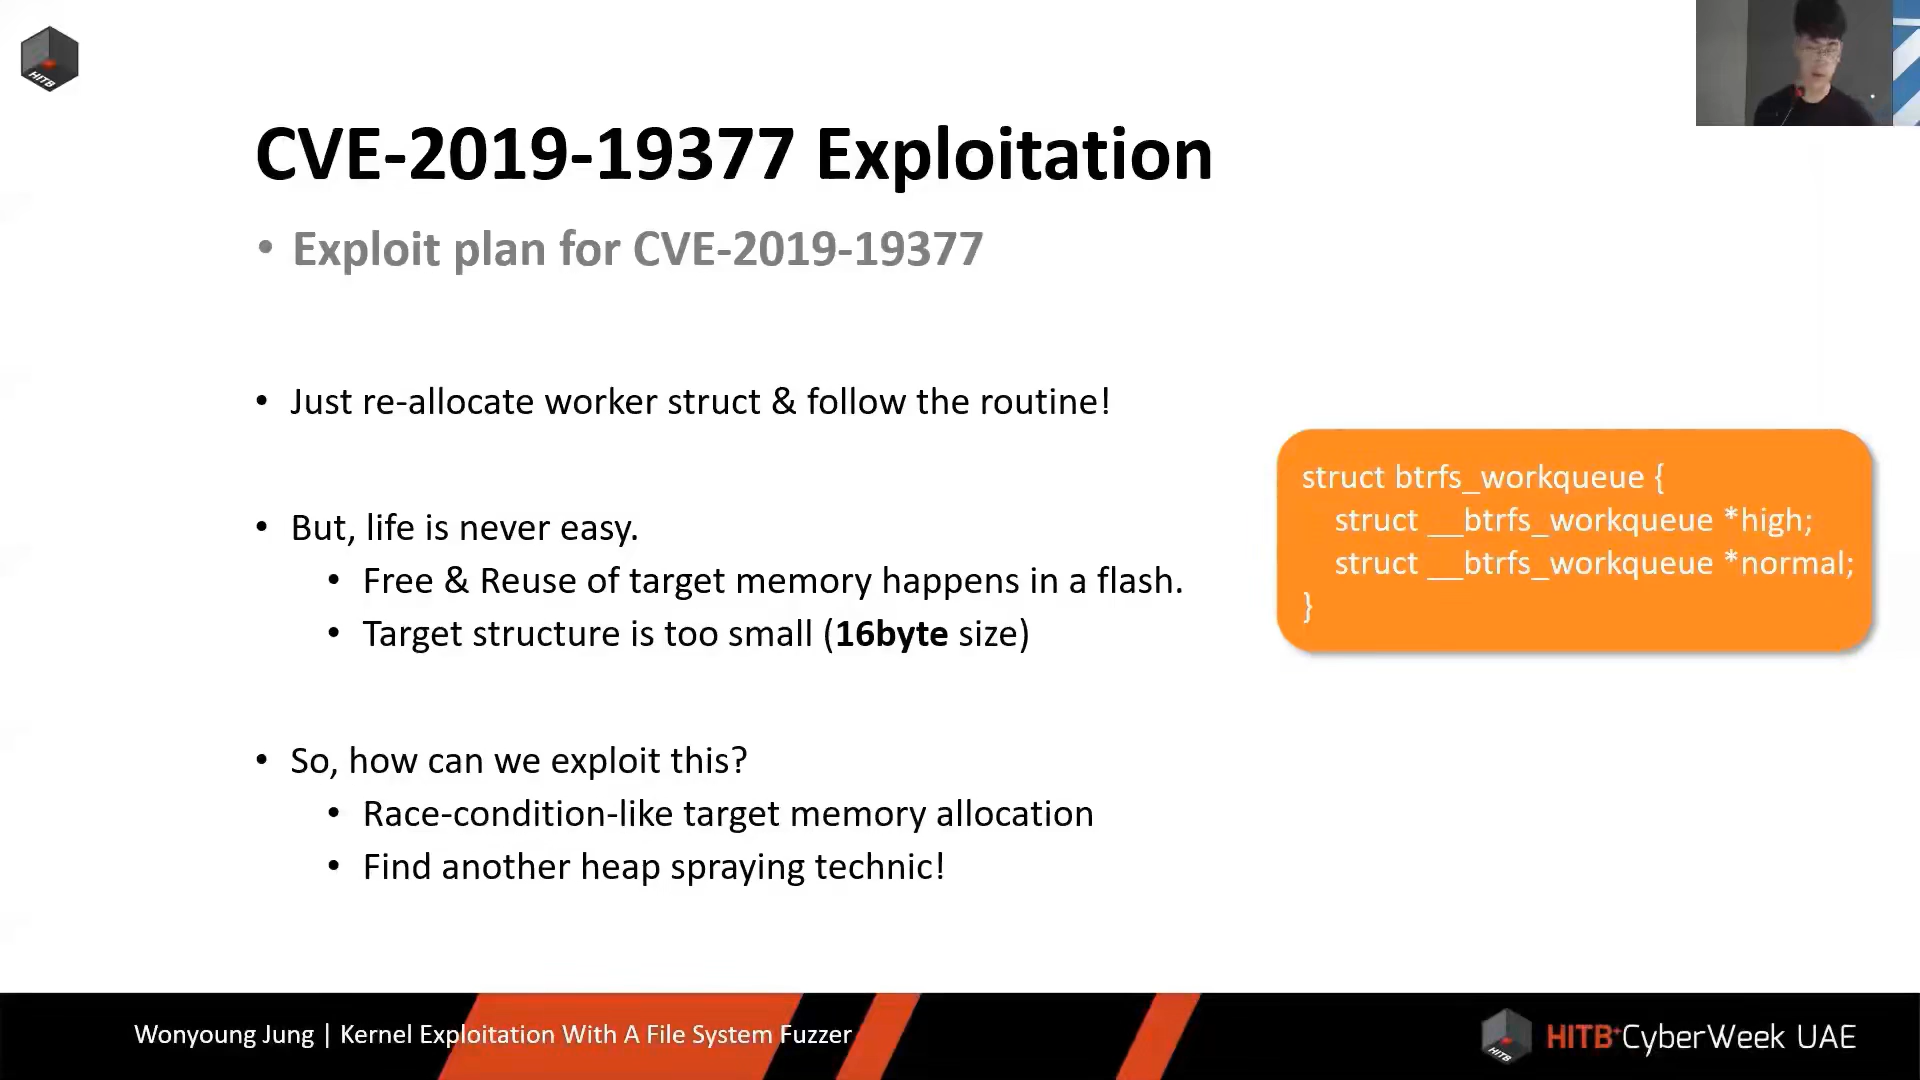 HITB
CVE-2019-19377 Exploitation
• Exploit plan for CVE-2019-19377
• Just re-allocate worker struct & follow the routine!
• But, life is never easy.
• Free & Reuse of target memory happens in a flash.
• Target structure is too small (16byte size)
• So, how can we exploit this?
• Race-condition-like target memory allocation
• Find another heap spraying technic!
struct btrfs_workqueue {
struct __btrfs_workqueue *high;
struct __btrfs_workqueue *normal;
}
Wonyoung Jung | Kernel Exploitation With A File System Fuzzer
HITB
HITB+CyberWeek UAE